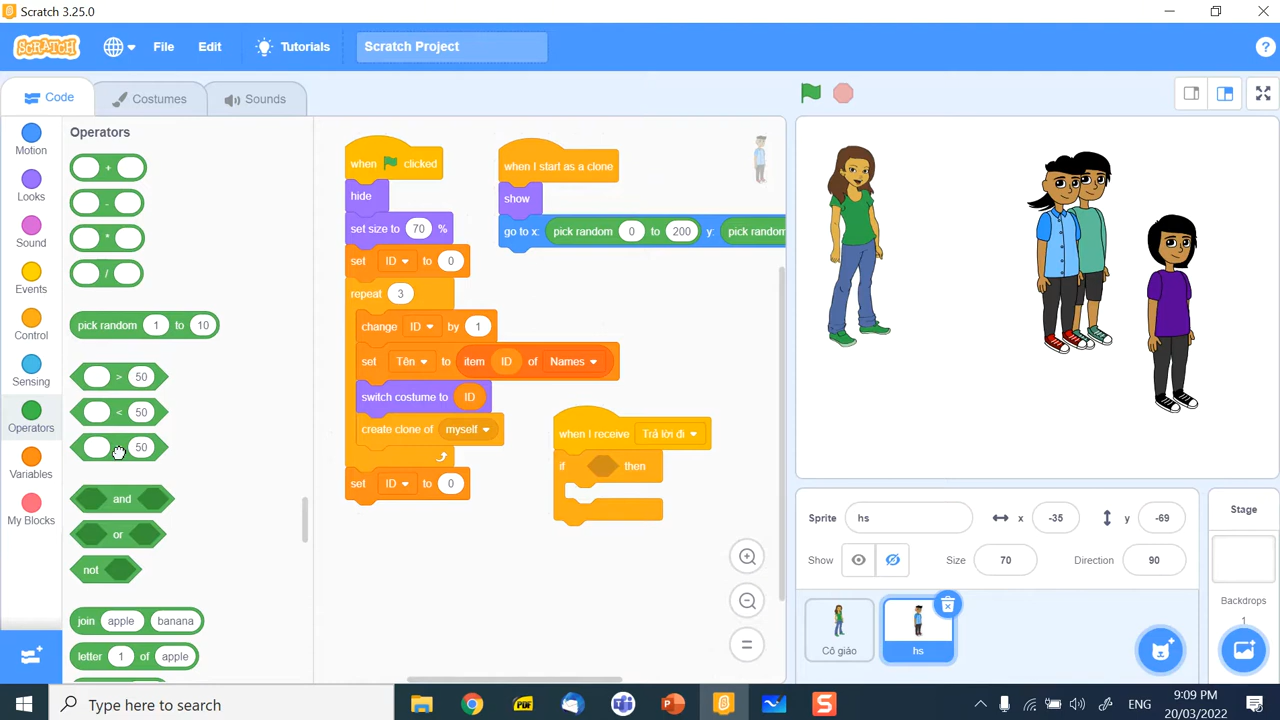 Scratch 3.25.0
SCRATCH File Edit Tutorials Scratch Project ?
Code Costumes Sounds
Motion
Looks
Sound
Events
Control
Sensing
Operators
Variables
My Blocks
Operators
+
-
*
/
pick random 1 to 10
> 50
< 50
50
and
or
not
join apple banana
letter 1 of apple
when clicked
hide
set size to 70 %
set ID to 0
repeat 3
change ID by 1
set Tên to item ID of Names
switch costume to ID
create clone of myself
set ID to 0
when I start as a clone
show
go to x: pick random 0 to 200 y: pick random
when I receive Trả lời đi
if then
Sprite hs x -35 y -69
Show Size 70 Direction 90
Cô giáo
hs
Stage
Backdrops
1
Type here to search
PDF
S
ENG
9:09 PM
20/03/2022